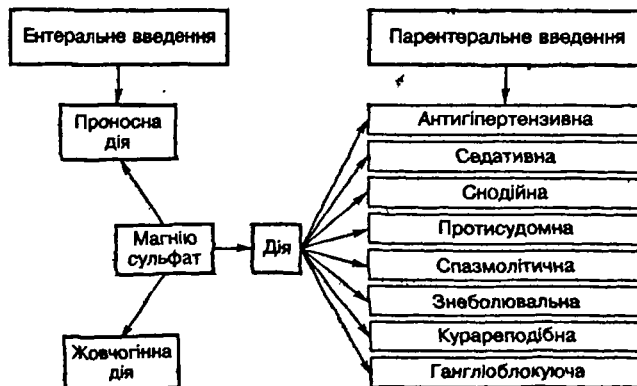 Ентеральне введення
Парентеральне введення
Проносна
дія
Магнію
сульфат
Жовчогінна
дія
Дія
Антигіпертензивна
Седативна
Снодійна
Протисудомна
Спазмолітична
Знеболювальна
Курареподібна
Гангліоблокуюча